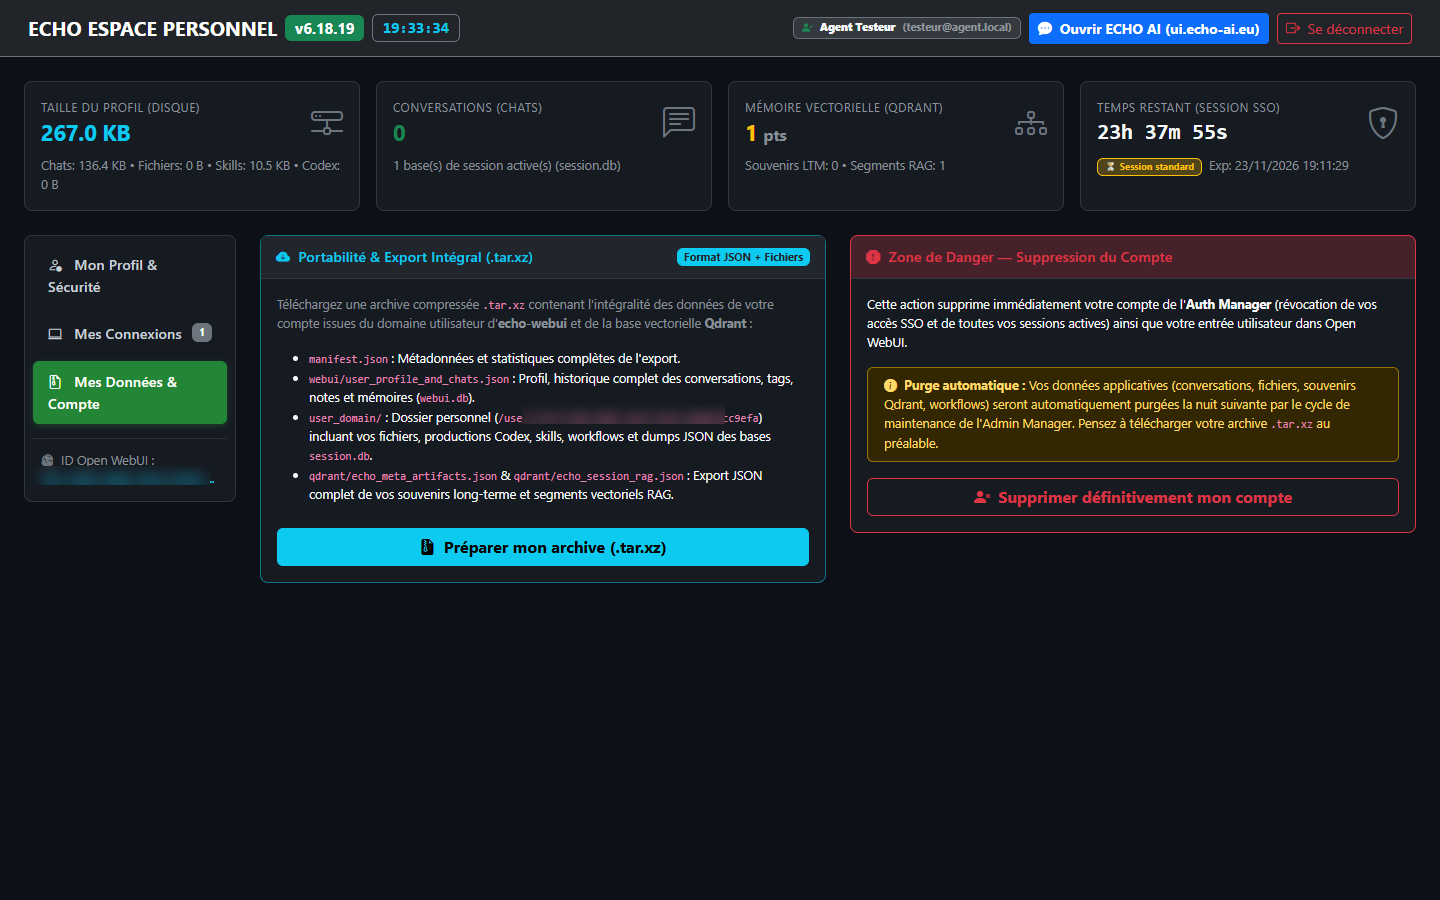 ECHO ESPACE PERSONNEL v6.18.19 19:33:34 Agent Testeur (testeur@agent.local) Ouvrir ECHO AI (ui.echo-ai.eu) Se déconnecter
TAILLE DU PROFIL (DISQUE)
267.0 KB
Chats: 136.4 KB • Fichiers: 0 B • Skills: 10.5 KB • Codex:
0 B
CONVERSATIONS (CHATS)
0
1 base(s) de session active(s) (session.db)
MÉMOIRE VECTORIELLE (QDRANT)
1 pts
Souvenirs LTM: 0 • Segments RAG: 1
TEMPS RESTANT (SESSION SSO)
23h 37m 55s
Session standard Exp: 23/11/2026 19:11:29
Mon Profil &
Sécurité
Mes Connexions 1
Mes Données &
Compte
ID Open WebUI :
Portabilité & Export Intégral (.tar.xz) Format JSON + Fichiers
Téléchargez une archive compressée .tar.xz contenant l'intégralité des données de votre
compte issues du domaine utilisateur d'echo-webui et de la base vectorielle Qdrant :
• manifest.json : Métadonnées et statistiques complètes de l'export.
• webui/user_profile_and_chats.json : Profil, historique complet des conversations, tags,
notes et mémoires (webui.db).
• user_domain/ : Dossier personnel (/use cc9efa)
incluant vos fichiers, productions Codex, skills, workflows et dumps JSON des bases
session.db.
• qdrant/echo_meta_artifacts.json & qdrant/echo_session_rag.json : Export JSON
complet de vos souvenirs long-terme et segments vectoriels RAG.
Préparer mon archive (.tar.xz)
Zone de Danger — Suppression du Compte
Cette action supprime immédiatement votre compte de l'Auth Manager (révocation de vos
accès SSO et de toutes vos sessions actives) ainsi que votre entrée utilisateur dans Open
WebUI.
Purge automatique : Vos données applicatives (conversations, fichiers, souvenirs
Qdrant, workflows) seront automatiquement purgées la nuit suivante par le cycle de
maintenance de l'Admin Manager. Pensez à télécharger votre archive .tar.xz au
préalable.
Supprimer définitivement mon compte